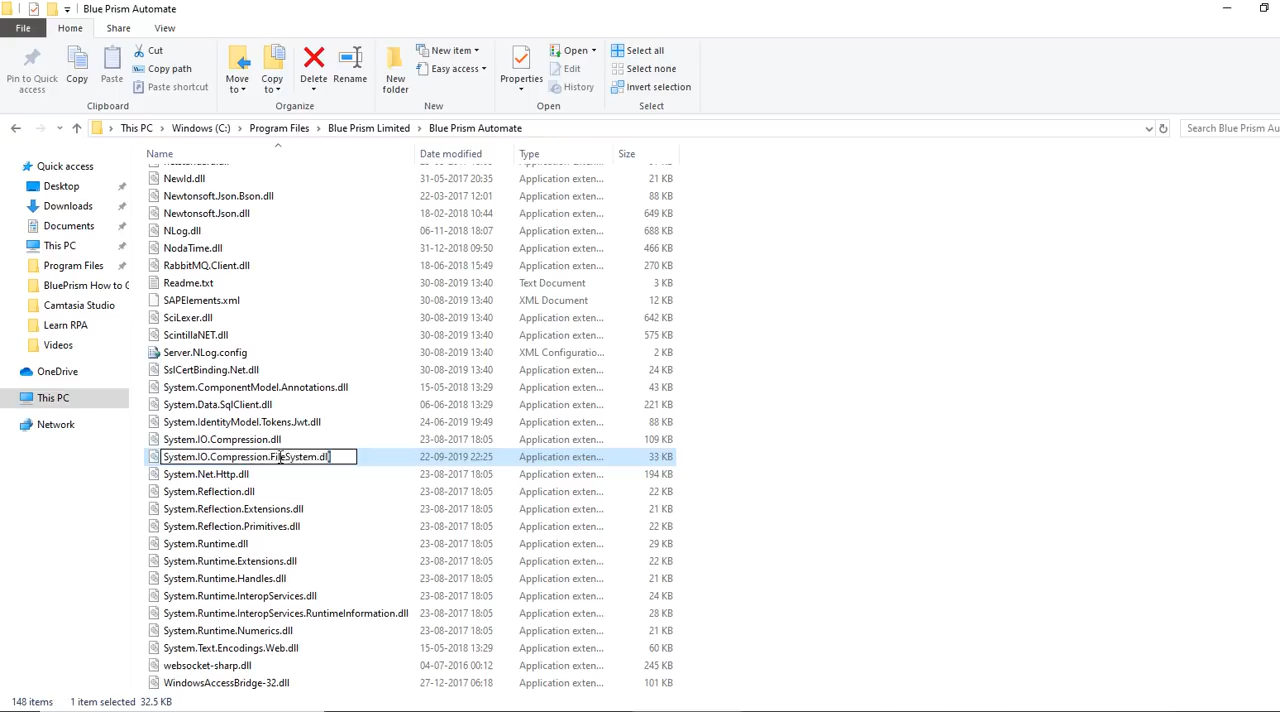 Blue Prism Automate
File Home Share View
Pin to Quick access
Copy
Paste
Cut
Copy path
Paste shortcut
Clipboard
Move to
Copy to
Delete
Rename
Organize
New folder
New item
Easy access
New
Properties
Open
Edit
History
Open
Select all
Select none
Invert selection
Select
This PC Windows (C:) Program Files Blue Prism Limited Blue Prism Automate
Search Blue Prism Au
Quick access
Desktop
Downloads
Documents
This PC
Program Files
BluePrism How to
Camtasia Studio
Learn RPA
Videos
OneDrive
This PC
Network
Name Date modified Type Size
NewId.dll 31-05-2017 20:35 Application exten... 21 KB
Newtonsoft.Json.Bson.dll 22-03-2017 12:01 Application exten... 88 KB
Newtonsoft.Json.dll 18-02-2018 10:44 Application exten... 649 KB
NLog.dll 06-11-2018 18:07 Application exten... 688 KB
NodaTime.dll 31-12-2018 09:50 Application exten... 466 KB
RabbitMQ.Client.dll 18-06-2018 15:49 Application exten... 270 KB
Readme.txt 30-08-2019 13:40 Text Document 3 KB
SAPElements.xml 30-08-2019 13:40 XML Document 12 KB
SciLexer.dll 30-08-2019 13:40 Application exten... 642 KB
ScintillaNET.dll 30-08-2019 13:40 Application exten... 575 KB
Server.NLog.config 30-08-2019 13:40 XML Configuratio... 2 KB
SslCertBinding.Net.dll 30-08-2019 13:40 Application exten... 24 KB
System.ComponentModel.Annotations.dll 15-05-2018 13:29 Application exten... 43 KB
System.Data.SqlClient.dll 06-06-2018 13:29 Application exten... 221 KB
System.IdentityModel.Tokens.Jwt.dll 24-06-2019 19:49 Application exten... 88 KB
System.IO.Compression.dll 23-08-2017 18:05 Application exten... 109 KB
System.IO.Compression.FileSystem.dll 22-09-2019 22:25 Application exten... 33 KB
System.Net.Http.dll 23-08-2017 18:05 Application exten... 194 KB
System.Reflection.dll 23-08-2017 18:05 Application exten... 22 KB
System.Reflection.Extensions.dll 23-08-2017 18:05 Application exten... 21 KB
System.Reflection.Primitives.dll 23-08-2017 18:05 Application exten... 22 KB
System.Runtime.dll 23-08-2017 18:05 Application exten... 29 KB
System.Runtime.Extensions.dll 23-08-2017 18:05 Application exten... 22 KB
System.Runtime.Handles.dll 23-08-2017 18:05 Application exten... 21 KB
System.Runtime.InteropServices.dll 23-08-2017 18:05 Application exten... 24 KB
System.Runtime.InteropServices.RuntimeInformation.dll 23-08-2017 18:05 Application exten... 28 KB
System.Runtime.Numerics.dll 23-08-2017 18:05 Application exten... 21 KB
System.Text.Encodings.Web.dll 15-05-2018 13:29 Application exten... 60 KB
websocket-sharp.dll 04-07-2016 00:12 Application exten... 245 KB
WindowsAccessBridge-32.dll 27-12-2017 06:18 Application exten... 101 KB
148 items 1 item selected 32.5 KB